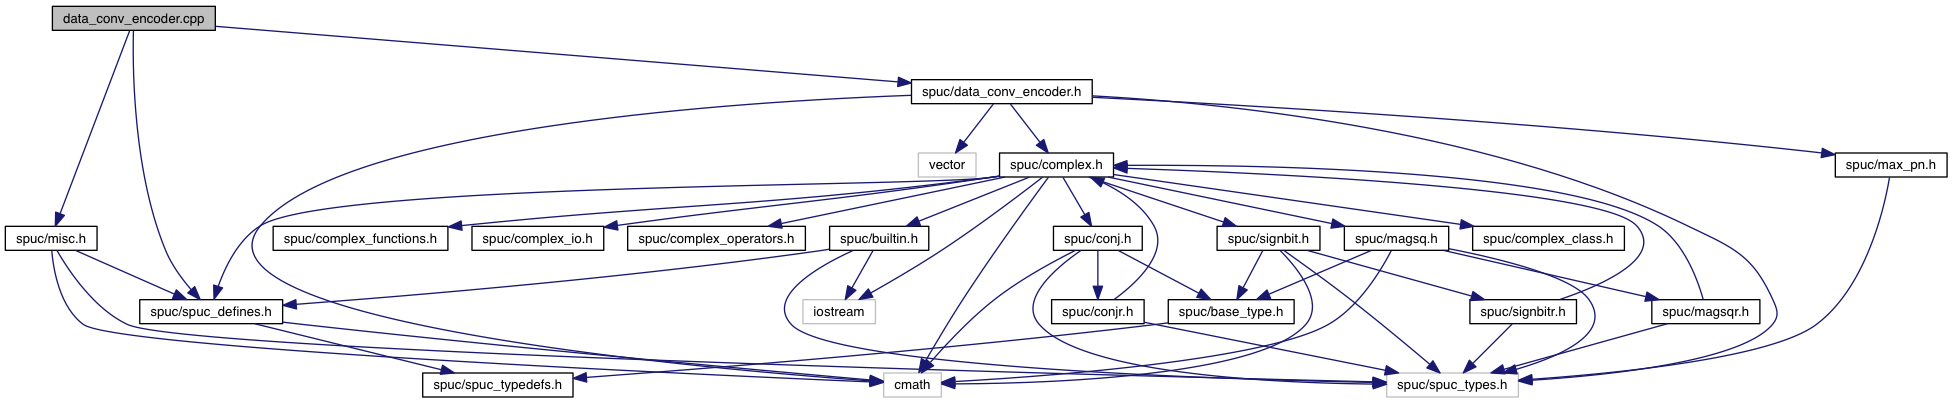 data_conv_encoder.cpp
spuc/data_conv_encoder.h
vector
spuc/complex.h
spuc/max_pn.h
spuc/misc.h
spuc/complex_functions.h
spuc/complex_io.h
spuc/complex_operators.h
spuc/builtin.h
spuc/conj.h
spuc/signbit.h
spuc/magsq.h
spuc/complex_class.h
spuc/spuc_defines.h
iostream
spuc/conjr.h
spuc/base_type.h
spuc/signbitr.h
spuc/magsqr.h
spuc/spuc_typedefs.h
cmath
spuc/spuc_types.h